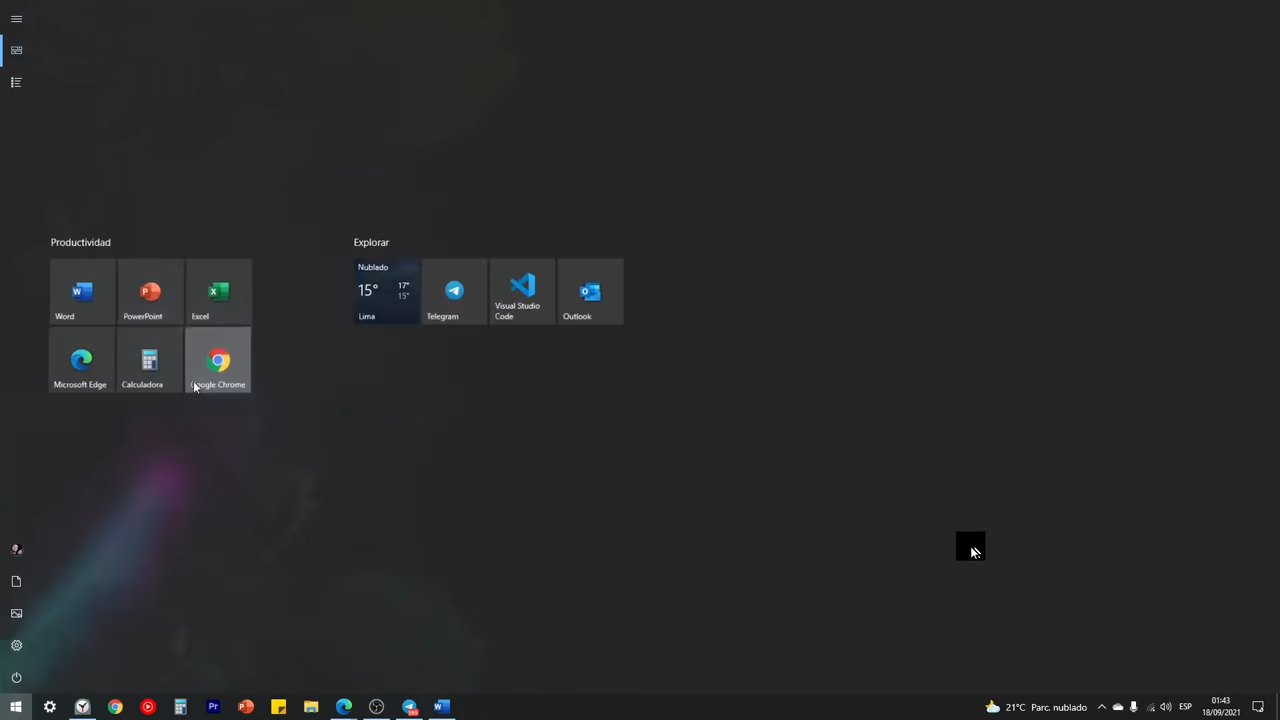 Productividad
Explorar
Word
PowerPoint
Excel
Nublado
15°
17°
15°
Lima
Telegram
Visual Studio
Code
Outlook
Microsoft Edge
Calculadora
Google Chrome
21°C Parc. nublado
ESP
01:43
18/09/2021
Pr